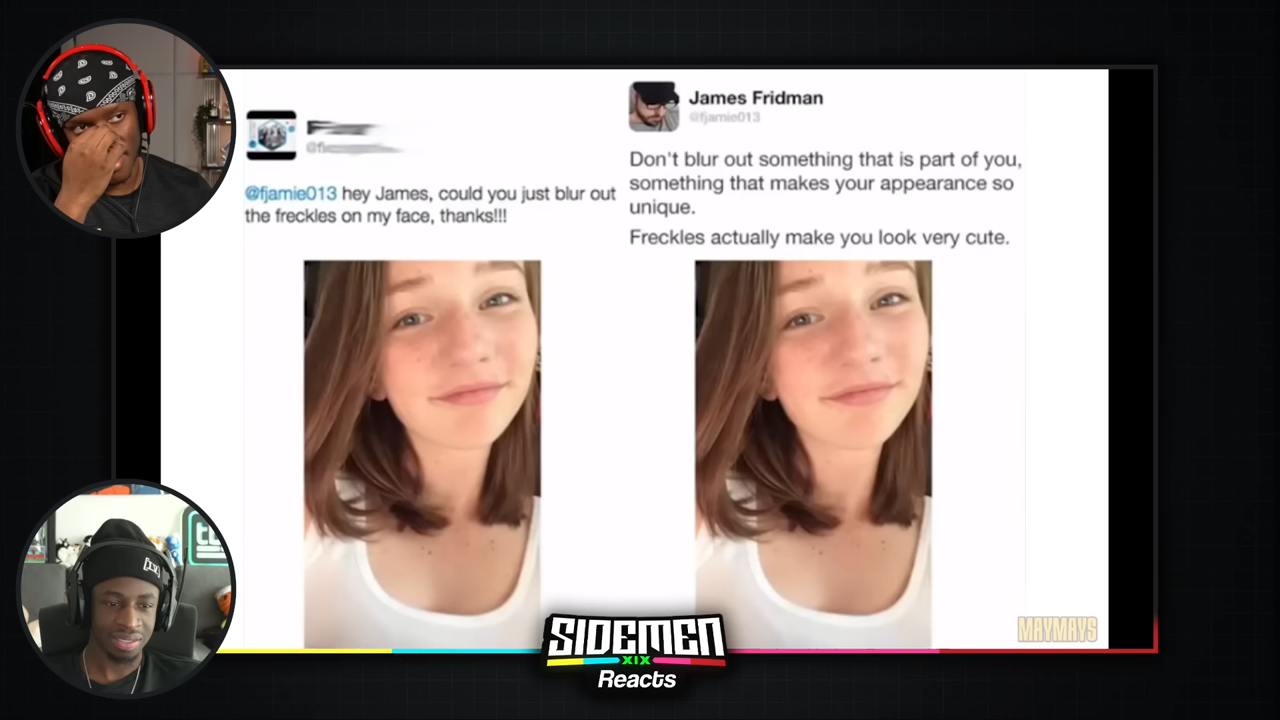 @fjamie013 hey James, could you just blur out
the freckles on my face, thanks!!!
James Fridman
@fjamie013
Don't blur out something that is part of you,
something that makes your appearance so
unique.
Freckles actually make you look very cute.
MAYMAYS
SIDEMEN
XIX
Reacts